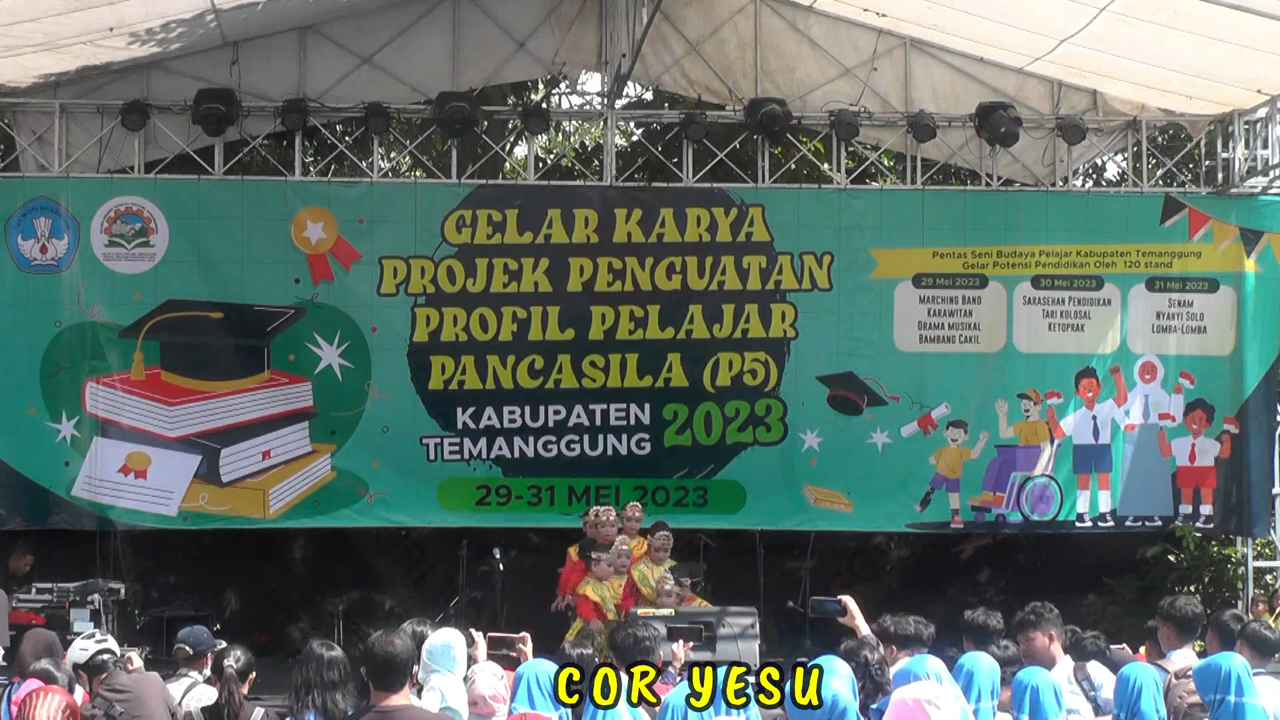 GELAR KARYA
PROJEK PENGUATAN
PROFIL PELAJAR
PANCASILA (P5)
KABUPATEN
TEMANGGUNG 2023
29-31 MEI 2023
Pentas Seni Budaya Pelajar Kabupaten Temanggung
Gelar Potensi Pendidikan Oleh 120 stand
29 Mei 2023
MARCHING BAND
KARAWITAN
DRAMA MUSIKAL
BAMBANG CAKIL
30 Mei 2023
SARASEHAN PENDIDIKAN
TARI KOLOSAL
KETOPRAK
31 Mei 2023
SENAM
NYANYI SOLO
LOMBA-LOMBA
COR YESU